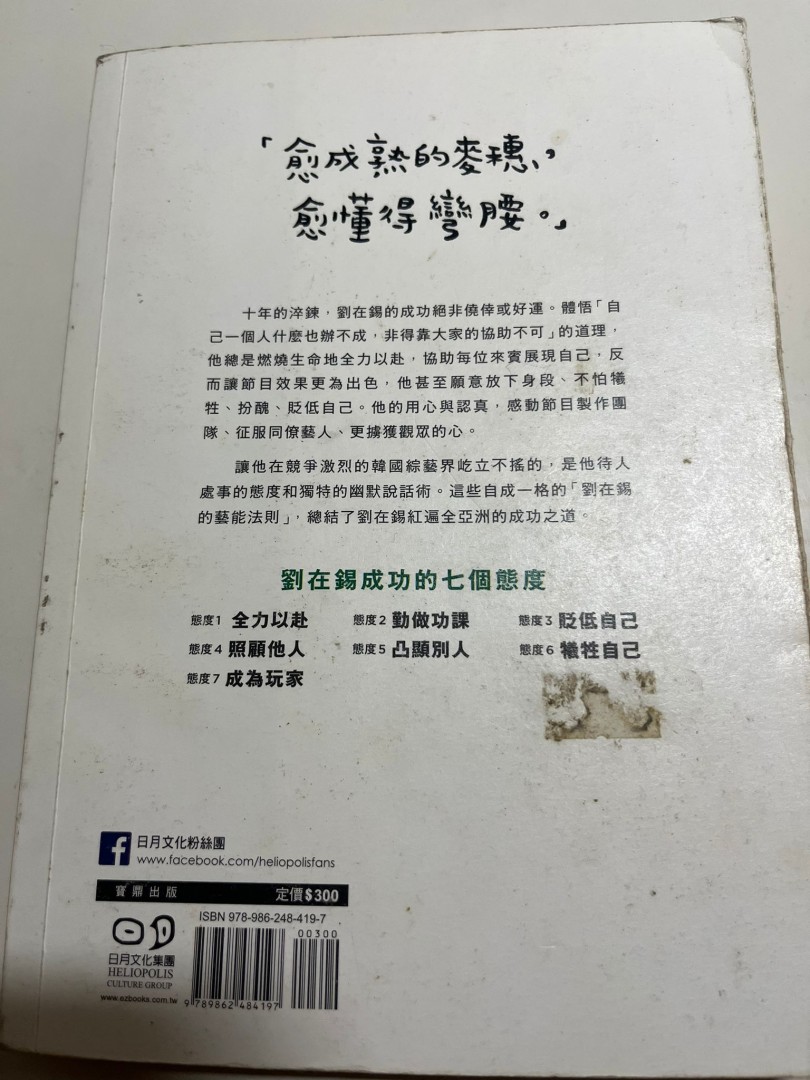 「愈成熟的麥穗，
愈懂得彎腰。」
十年的淬鍊，劉在錫的成功絕非僥倖或好運。體悟「自
己一個人什麼也辦不成，非得靠大家的協助不可」的道理，
他總是燃燒生命地全力以赴，協助每位來賓展現自己，反
而讓節目效果更為出色，他甚至願意放下身段、不怕犧
牲、扮醜、貶低自己。他的用心與認真，感動節目製作團
隊、征服同僚藝人、更擄獲觀眾的心。
讓他在競爭激烈的韓國綜藝界屹立不搖的，是他待人
處事的態度和獨特的幽默說話術。這些自成一格的「劉在錫
的藝能法則」，總結了劉在錫紅遍全亞洲的成功之道。
劉在錫成功的七個態度
態度1 全力以赴 態度2 勤做功課 態度3 貶低自己
態度4 照顧他人 態度5 凸顯別人 態度6 犧牲自己
態度7 成為玩家
日月文化粉絲團
www.facebook.com/heliopolisfans
寶鼎出版 定價$300
ISBN 978-986-248-419-7
00300
日月文化集團
HELIOPOLIS
CULTURE GROUP
www.ezbooks.com.tw
9 789862 484197